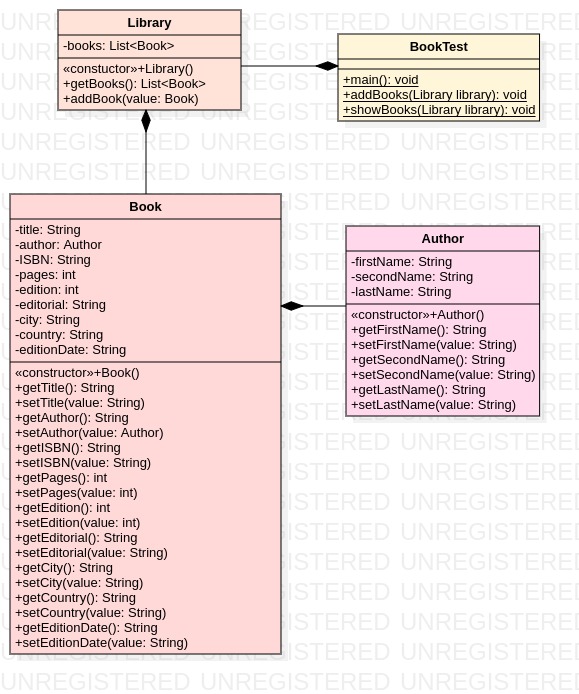 Library
-books: List<Book>
«constuctor»+Library()
+getBooks(): List<Book>
+addBook(value: Book)
BookTest
+main(): void
+addBooks(Library library): void
+showBooks(Library library): void
Book
-title: String
-author: Author
-ISBN: String
-pages: int
-edition: int
-editorial: String
-city: String
-country: String
-editionDate: String
«constructor»+Book()
+getTitle(): String
+setTitle(value: String)
+getAuthor(): String
+setAuthor(value: Author)
+getISBN(): String
+setISBN(value: String)
+getPages(): int
+setPages(value: int)
+getEdition(): int
+setEdition(value: int)
+getEditorial(): String
+setEditorial(value: String)
+getCity(): String
+setCity(value: String)
+getCountry(): String
+setCountry(value: String)
+getEditionDate(): String
+setEditionDate(value: String)
Author
-firstName: String
-secondName: String
-lastName: String
«constructor»+Author()
+getFirstName(): String
+setFirstName(value: String)
+getSecondName(): String
+setSecondName(value: String)
+getLastName(): String
+setLastName(value: String)
UNREGISTERED